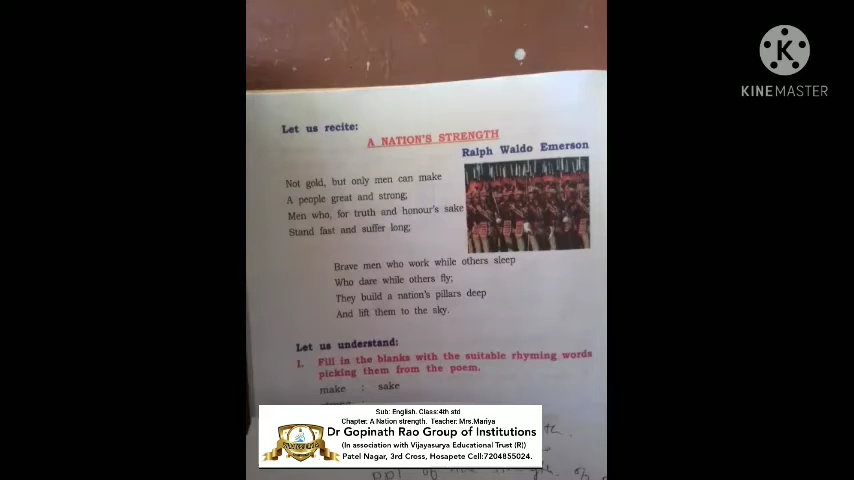 KINEMASTER
Let us recite:
A NATION'S STRENGTH
Ralph Waldo Emerson
Not gold, but only men can make
A people great and strong;
Men who, for truth and honour's sake
Stand fast and suffer long;
Brave men who work while others sleep
Who dare while others fly;
They build a nation's pillars deep
And lift them to the sky.
Let us understand:
1. Fill in the blanks with the suitable rhyming words
picking them from the poem.
make : sake
Sub: English. Class:4th std
Chapter: A Nation strength. Teacher: Mrs.Mariya
Dr Gopinath Rao Group of Institutions
(In association with Vijayasurya Educational Trust (R))
Patel Nagar, 3rd Cross, Hosapete Cell:7204855024.